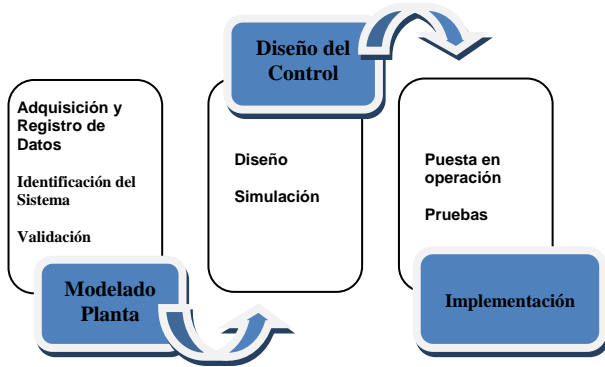 Adquisición y
Registro de
Datos
Identificación del
Sistema
Validación
Modelado
Planta
Diseño del
Control
Diseño
Simulación
Puesta en
operación
Pruebas
Implementación